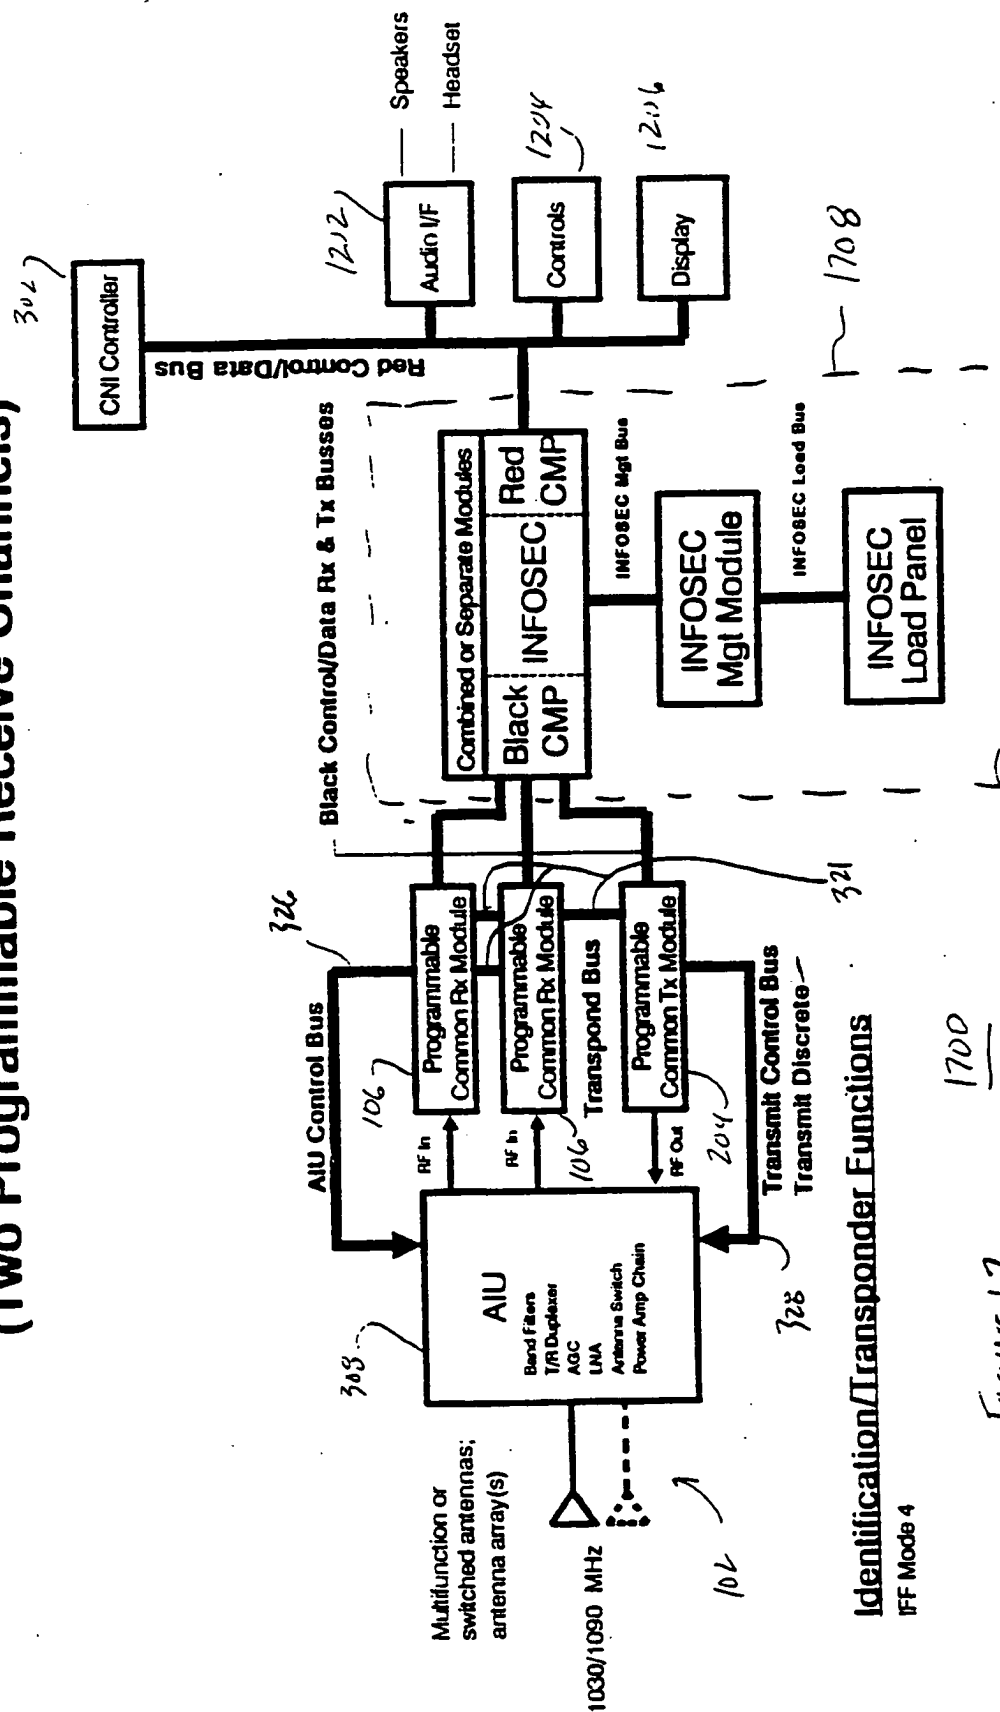 (Two Programmable Receive Channels)
302
CNI Controller
Red Control/Data Bus
1202
Audio I/F
Speakers
Headset
1204
Controls
1206
Display
1708
Black Control/Data Rx & Tx Busses
Combined or Separate Modules
Black
CMP
INFOSEC
Red
CMP
INFOSEC Mgt Bus
INFOSEC
Mgt Module
INFOSEC Load Bus
INFOSEC
Load Panel
326
AIU Control Bus
106
Programmable
Common Rx Module
RF In
Programmable
Common Rx Module
RF In
106
Transpond Bus
321
Programmable
Common Tx Module
RF Out
204
Transmit Control Bus
Transmit Discrete
328
308
AIU
Band Filters
T/R Duplexer
AGC
LNA
Antenna Switch
Power Amp Chain
Multifunction or
switched antennas;
antenna array(s)
1030/1090 MHz
102
Identification/Transponder Functions
IFF Mode 4
1700